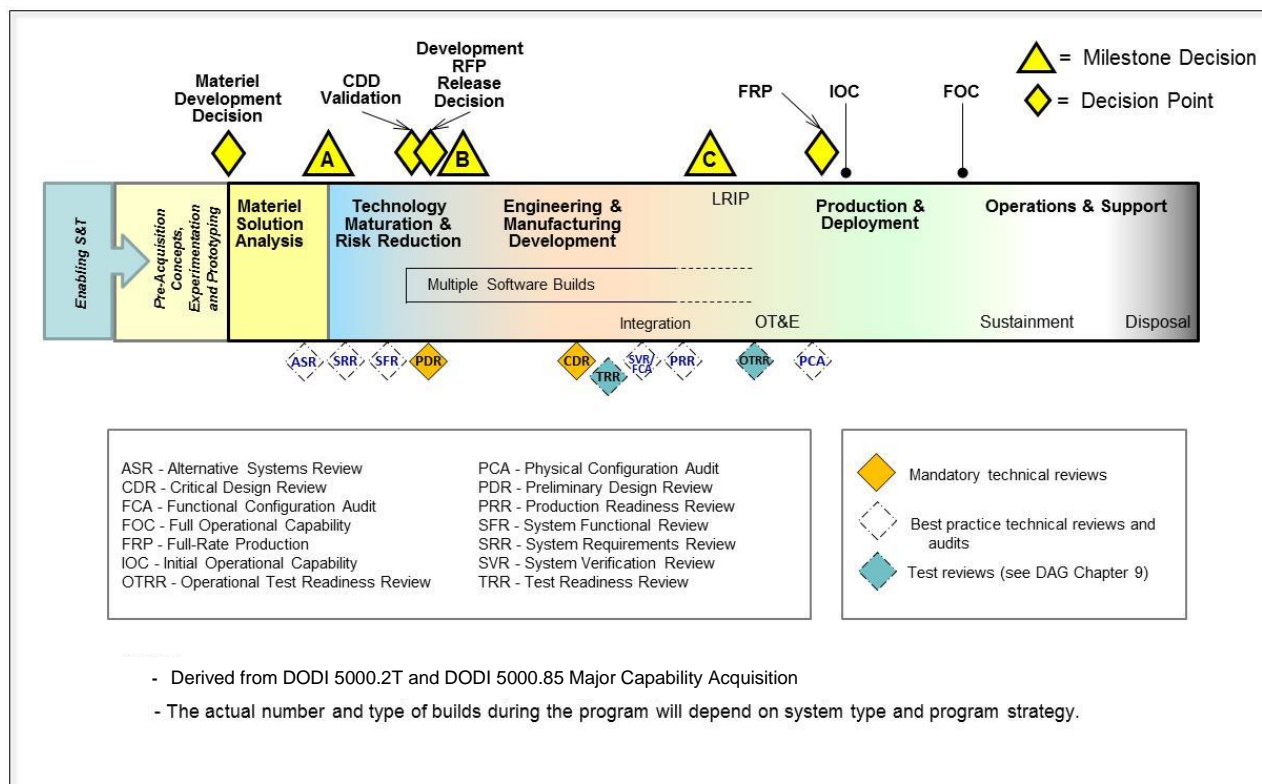 Development
RFP
Release
Decision
CDD
Validation
Materiel
Development
Decision
= Milestone Decision
= Decision Point
FRP
IOC
FOC
A
B
C
Enabling S&T
Pre-Acquisition
Concepts,
Experimentation
and Prototyping
Materiel
Solution
Analysis
Technology
Maturation &
Risk Reduction
Engineering &
Manufacturing
Development
LRIP
Production &
Deployment
Operations & Support
Multiple Software Builds
Integration
OT&E
Sustainment
Disposal
ASR
SRR
SFR
PDR
CDR
TRR
SVR/
FCA
PRR
OTRR
PCA
ASR - Alternative Systems Review
CDR - Critical Design Review
FCA - Functional Configuration Audit
FOC - Full Operational Capability
FRP - Full-Rate Production
IOC - Initial Operational Capability
OTRR - Operational Test Readiness Review
PCA - Physical Configuration Audit
PDR - Preliminary Design Review
PRR - Production Readiness Review
SFR - System Functional Review
SRR - System Requirements Review
SVR - System Verification Review
TRR - Test Readiness Review
Mandatory technical reviews
Best practice technical reviews and
audits
Test reviews (see DAG Chapter 9)
- Derived from DODI 5000.2T and DODI 5000.85 Major Capability Acquisition
- The actual number and type of builds during the program will depend on system type and program strategy.